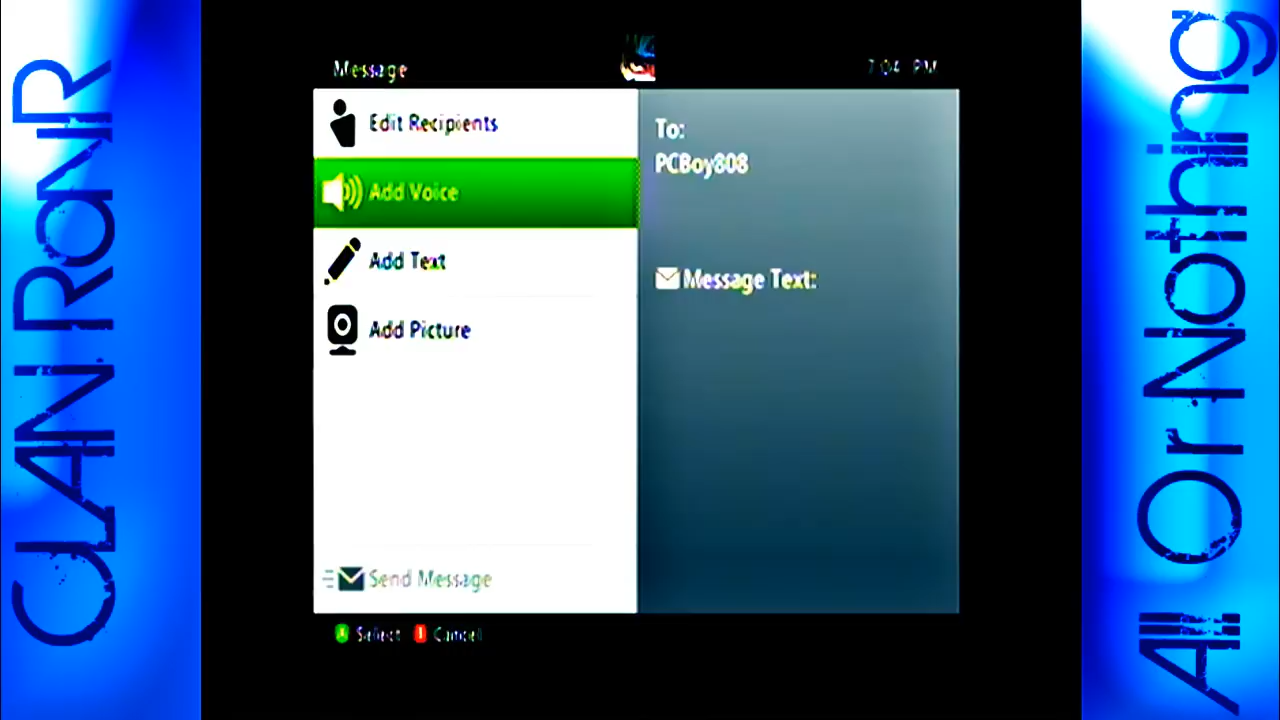 CLAN RoniR
Message
7:04 PM
Edit Recipients
Add Voice
Add Text
Add Picture
Send Message
To:
PCBoy808
Message Text:
Select
Cancel
All Or Nothing